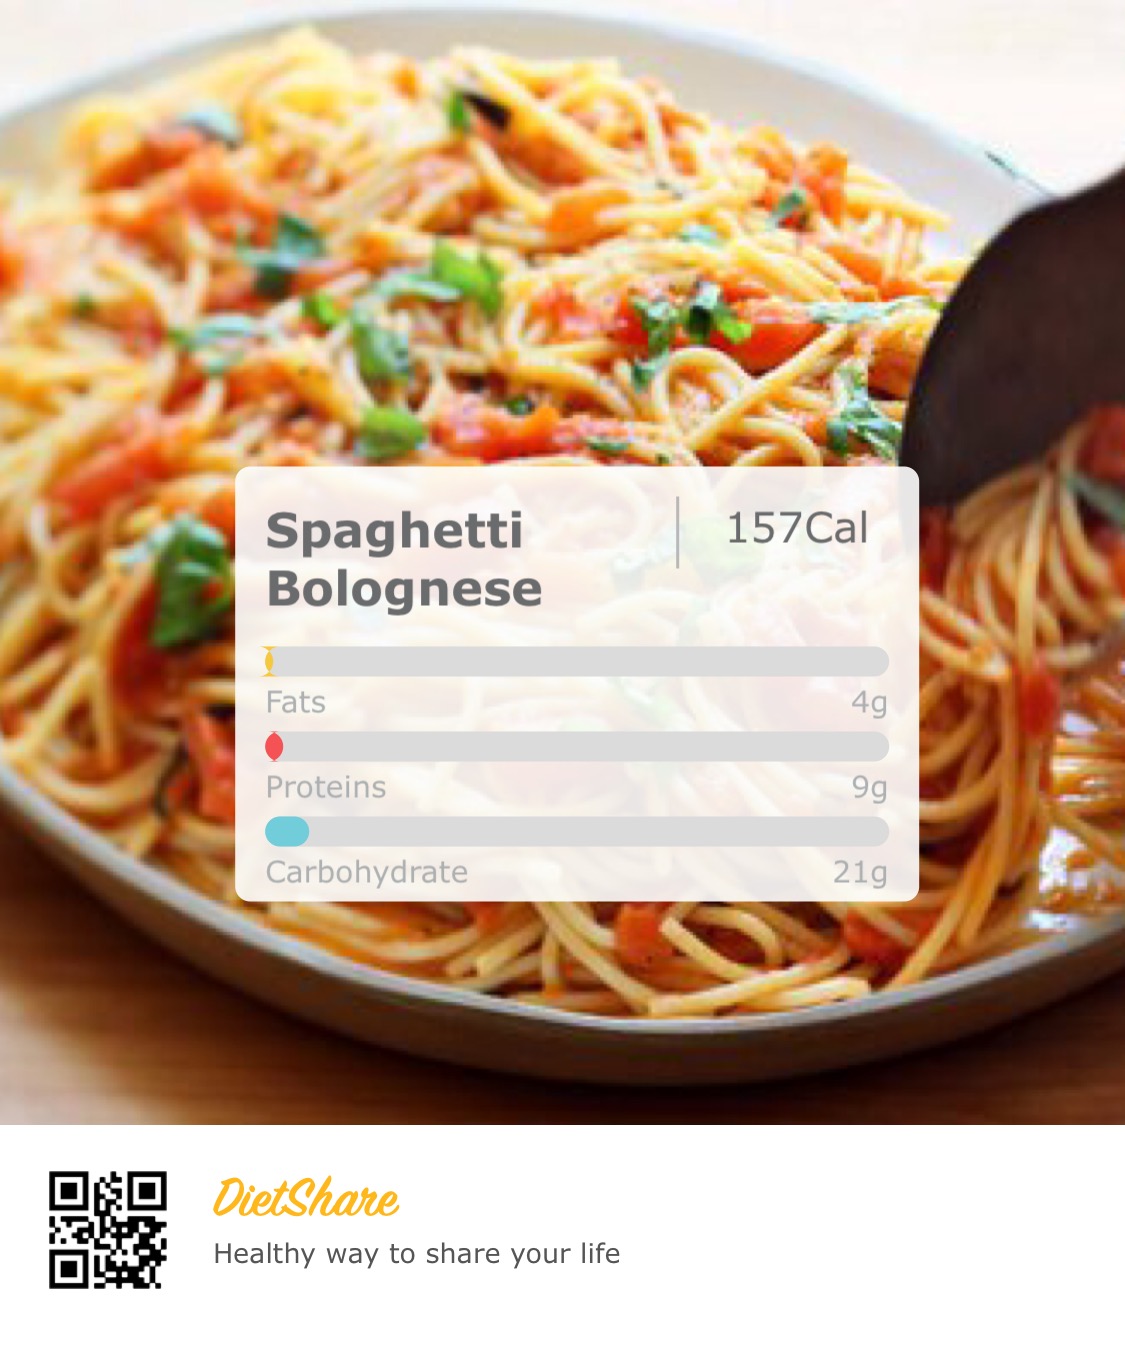 Spaghetti
Bolognese
157Cal
Fats 4g
Proteins 9g
Carbohydrate 21g
DietShare
Healthy way to share your life